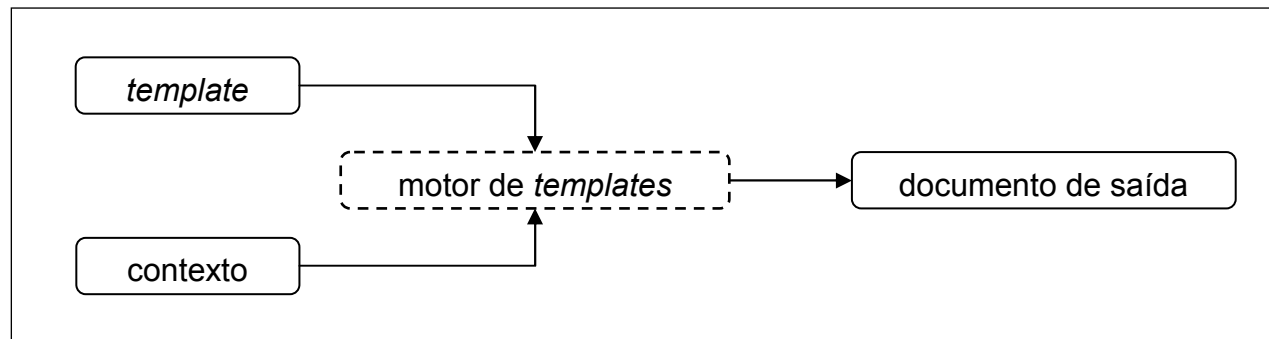 template
motor de templates
documento de saída
contexto